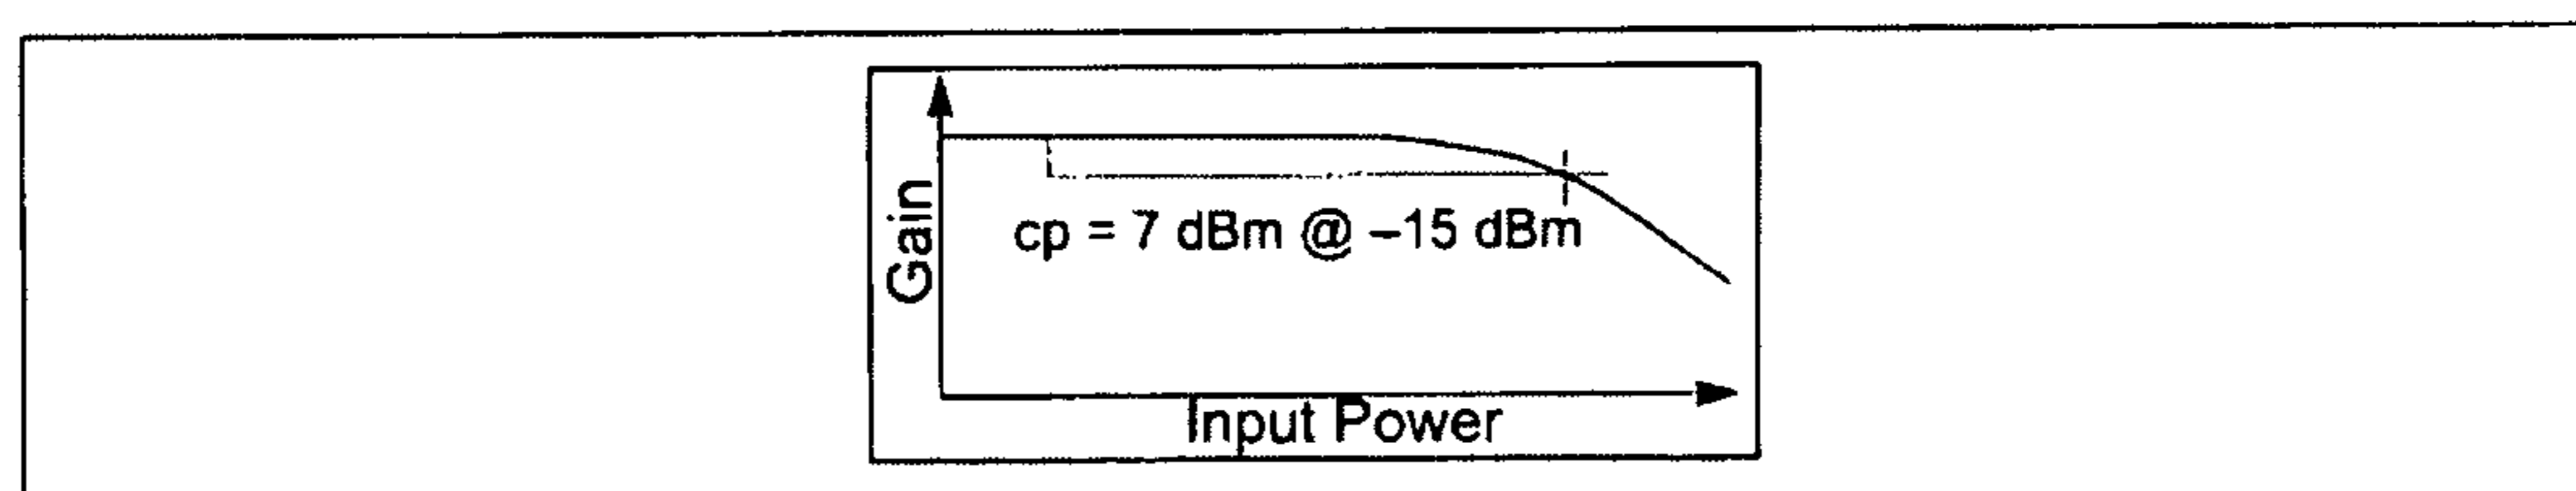 Gain
cp = 7 dBm @ –15 dBm
Input Power